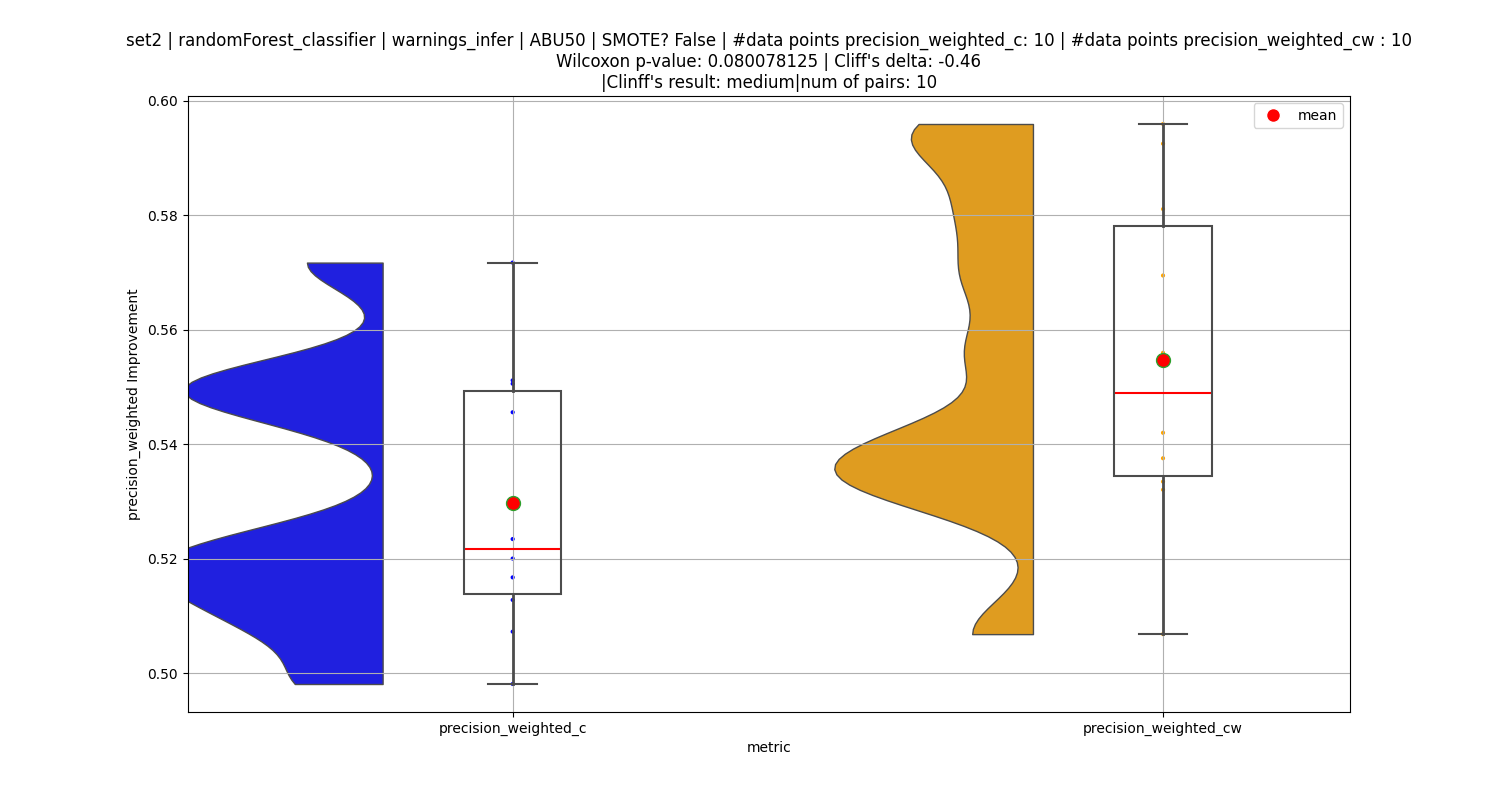 set2 | randomForest_classifier | warnings_infer | ABU50 | SMOTE? False | #data points precision_weighted_c: 10 | #data points precision_weighted_cw : 10
Wilcoxon p-value: 0.080078125 | Cliff's delta: -0.46
|Clinff's result: medium|num of pairs: 10
mean
0.60
0.58
0.56
0.54
0.52
0.50
precision_weighted Improvement
precision_weighted_c
precision_weighted_cw
metric